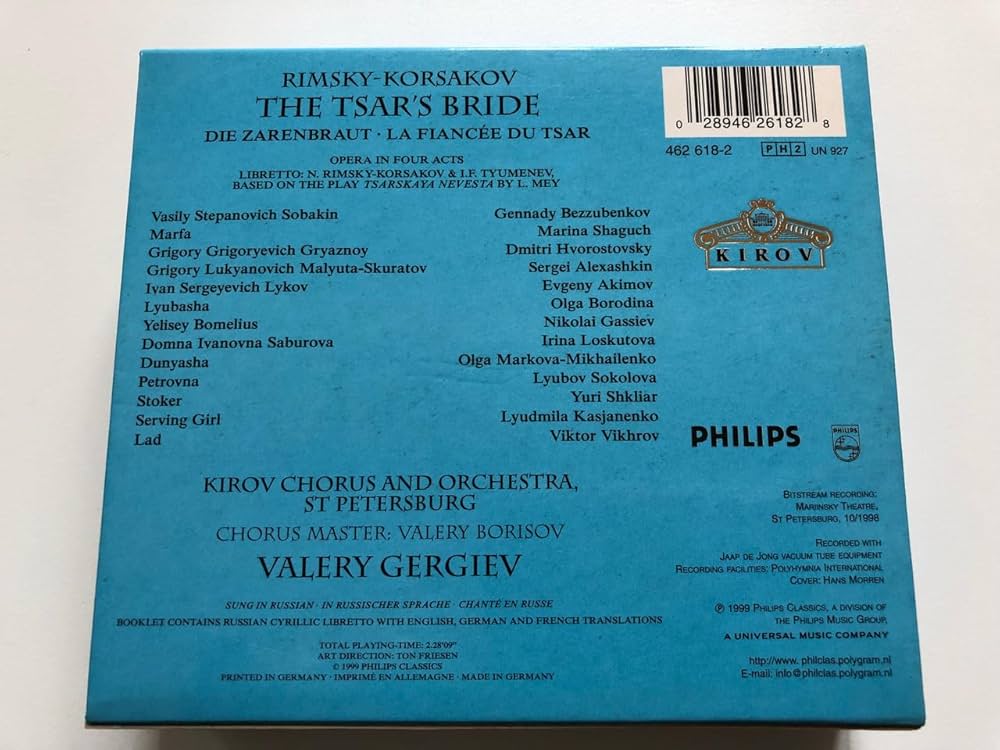 RIMSKY-KORSAKOV
THE TSAR'S BRIDE
DIE ZARENBRAUT · LA FIANCÉE DU TSAR
OPERA IN FOUR ACTS
LIBRETTO: N. RIMSKY-KORSAKOV & I.F. TYUMENEV,
BASED ON THE PLAY TSARSKAYA NEVESTA BY L. MEY
0 28946 26182 8
462 618-2 PH2 UN 927
KIROV
Vasily Stepanovich Sobakin Gennady Bezzubenkov
Marfa Marina Shaguch
Grigory Grigoryevich Gryaznoy Dmitri Hvorostovsky
Grigory Lukyanovich Malyuta-Skuratov Sergei Alexashkin
Ivan Sergeyevich Lykov Evgeny Akimov
Lyubasha Olga Borodina
Yelisey Bomelius Nikolai Gassiev
Domna Ivanovna Saburova Irina Loskutova
Dunyasha Olga Markova-Mikhailenko
Petrovna Lyubov Sokolova
Stoker Yuri Shkliar
Serving Girl Lyudmila Kasjanenko
Lad Viktor Vikhrov
PHILIPS PHILIPS
KIROV CHORUS AND ORCHESTRA,
ST PETERSBURG
CHORUS MASTER: VALERY BORISOV
VALERY GERGIEV
SUNG IN RUSSIAN · IN RUSSISCHER SPRACHE · CHANTÉ EN RUSSE
BOOKLET CONTAINS RUSSIAN CYRILLIC LIBRETTO WITH ENGLISH, GERMAN AND FRENCH TRANSLATIONS
TOTAL PLAYING-TIME: 2.28'09"
ART DIRECTION: TON FRIESEN
© 1999 PHILIPS CLASSICS
PRINTED IN GERMANY · IMPRIMÉ EN ALLEMAGNE · MADE IN GERMANY
BITSTREAM RECORDING:
MARIINSKY THEATRE,
ST PETERSBURG, 10/1998
RECORDED WITH
JAAP DE JONG VACUUM TUBE EQUIPMENT
RECORDING FACILITIES: POLYHYMNIA INTERNATIONAL
COVER: HANS MORREN
℗ 1999 PHILIPS CLASSICS, A DIVISION OF
THE PHILIPS MUSIC GROUP,
A UNIVERSAL MUSIC COMPANY
http://www.philclas.polygram.nl
E-mail: info@philclas.polygram.nl